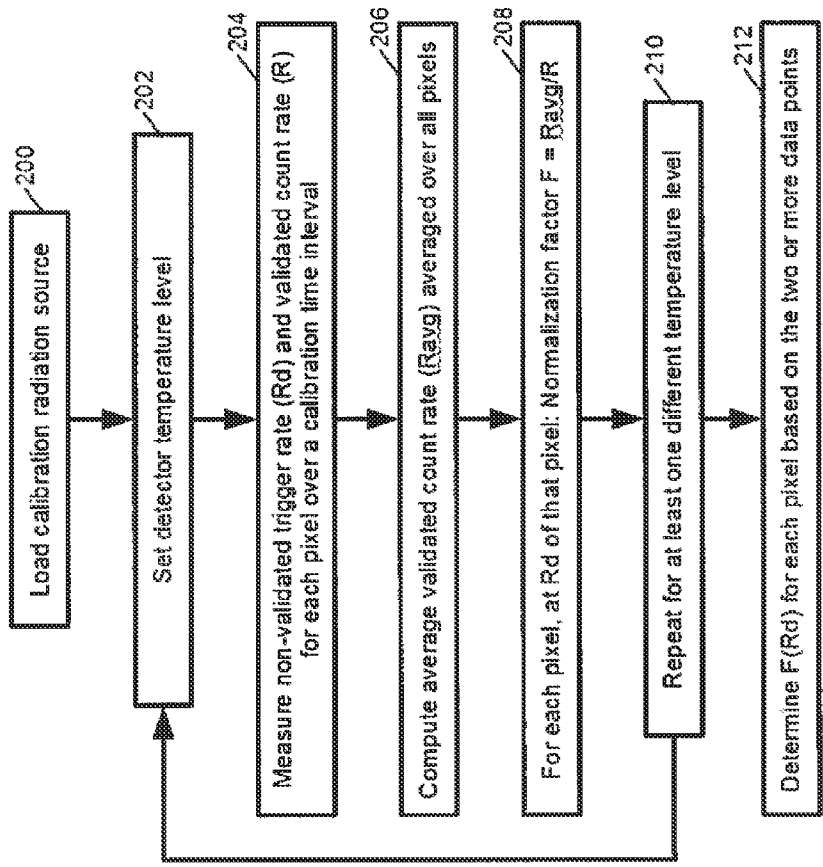 200
Load calibration radiation source
202
Set detector temperature level
204
Measure non-validated trigger rate (Rd) and validated count rate (R)
for each pixel over a calibration time interval
206
Compute average validated count rate (Ravg) averaged over all pixels
208
For each pixel, at Rd of that pixel: Normalization factor F = Ravg/R
210
Repeat for at least one different temperature level
212
Determine F(Rd) for each pixel based on the two or more data points